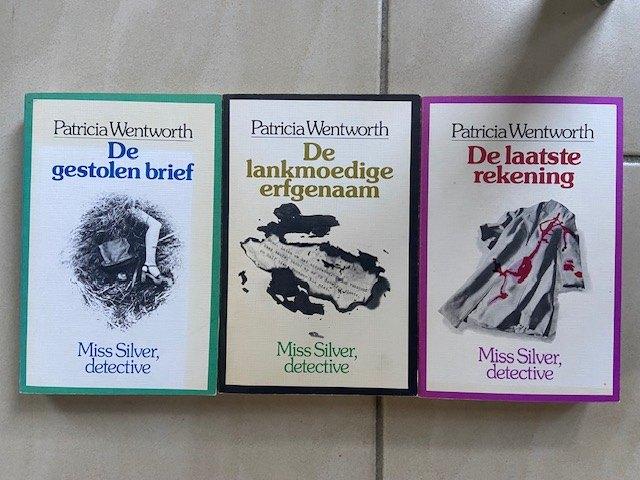 Patricia Wentworth
De
gestolen brief
Miss Silver,
detective
Patricia Wentworth
De
lankmoedige
erfgenaam
Miss Silver,
detective
Patricia Wentworth
De laatste
rekening
Miss Silver,
detective